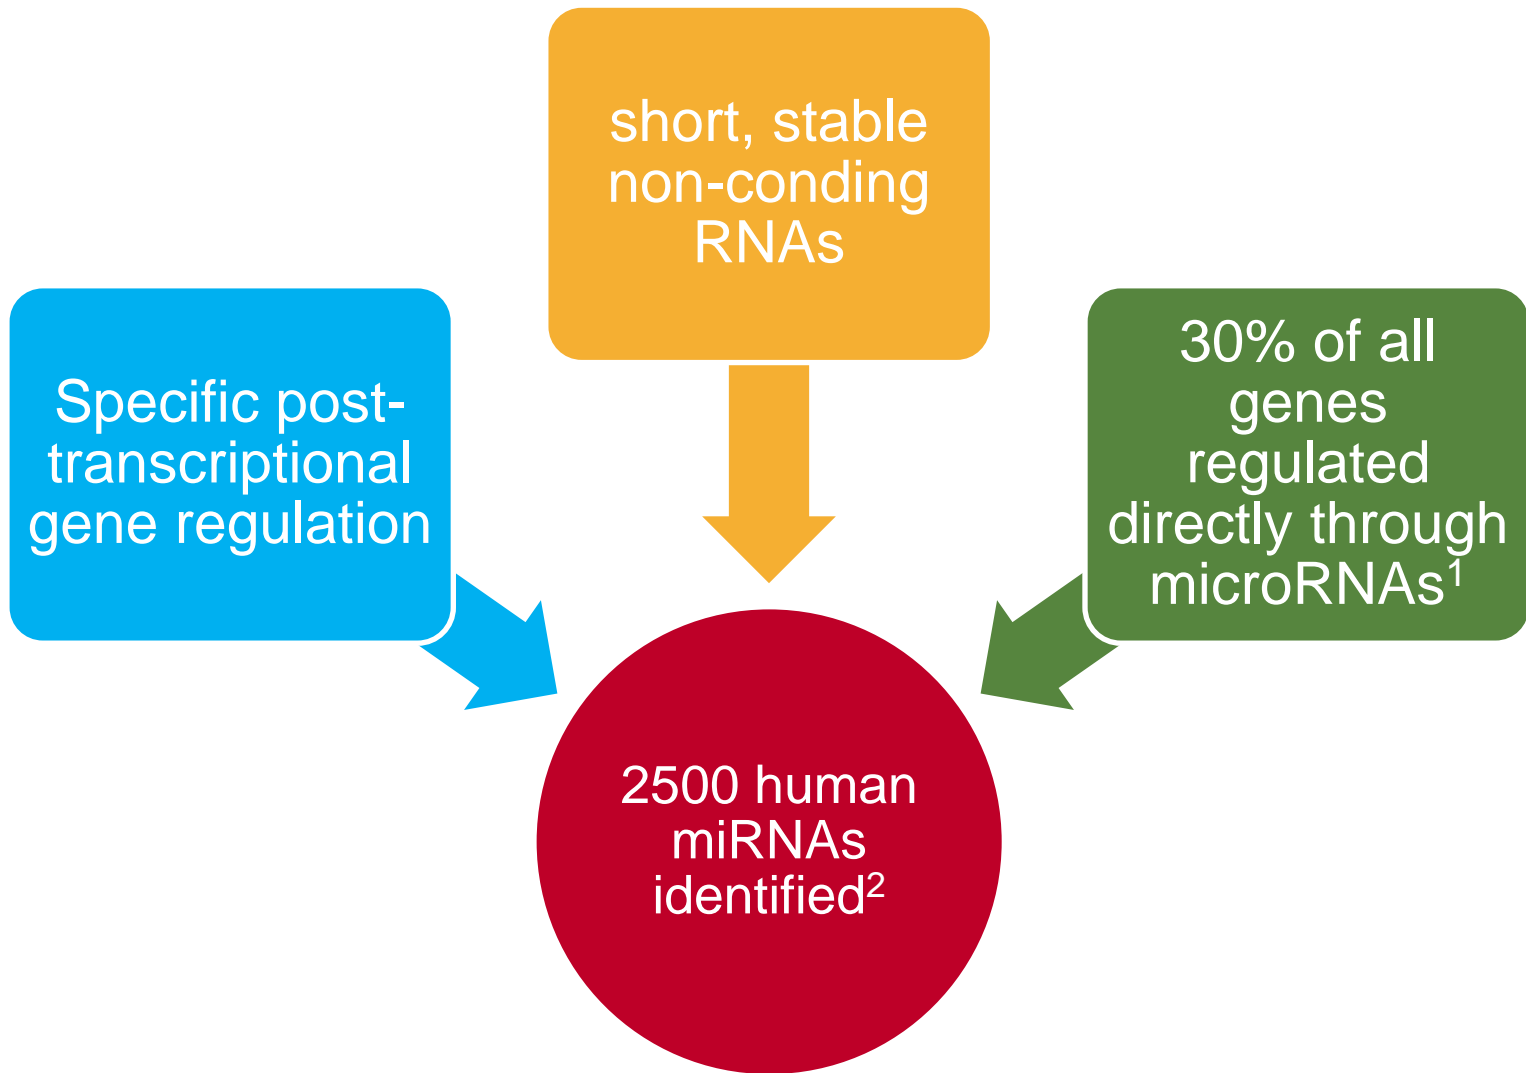 short, stable
non-conding
RNAs
Specific post-
transcriptional
gene regulation
30% of all
genes
regulated
directly through
microRNAs¹
2500 human
miRNAs
identified²